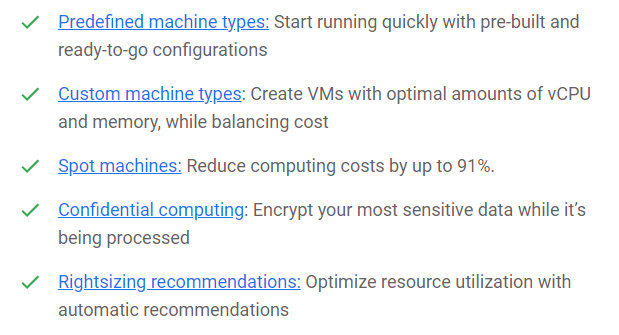 Predefined machine types: Start running quickly with pre-built and
ready-to-go configurations
Custom machine types: Create VMs with optimal amounts of vCPU
and memory, while balancing cost
Spot machines: Reduce computing costs by up to 91%.
Confidential computing: Encrypt your most sensitive data while it’s
being processed
Rightsizing recommendations: Optimize resource utilization with
automatic recommendations